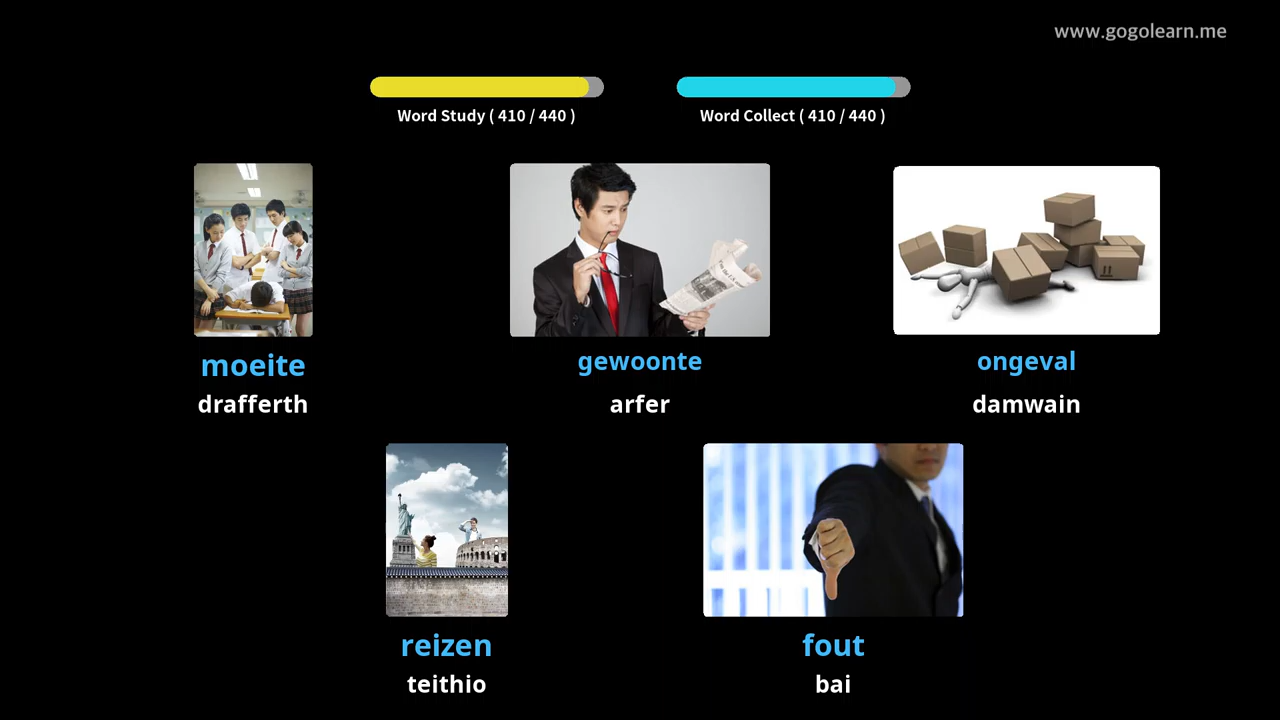 www.gogolearn.me
Word Study ( 410 / 440 )
Word Collect ( 410 / 440 )
moeite
drafferth
gewoonte
arfer
ongeval
damwain
reizen
teithio
fout
bai